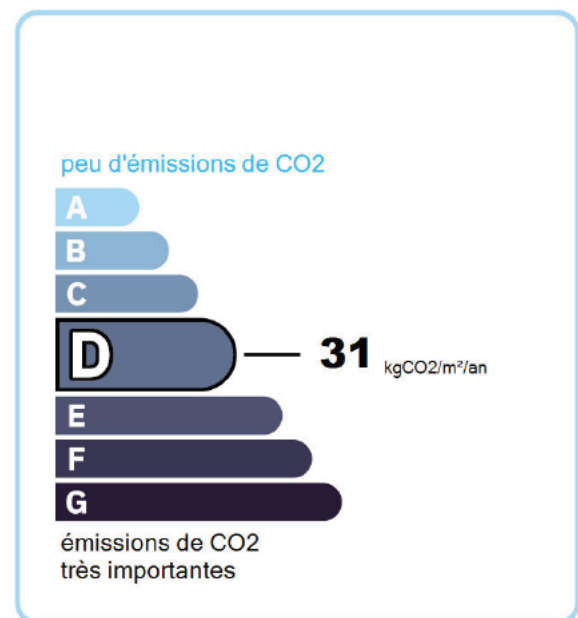 peu d'émissions de CO2
A
B
C
D 31 kgCO2/m²/an
E
F
G
émissions de CO2
très importantes